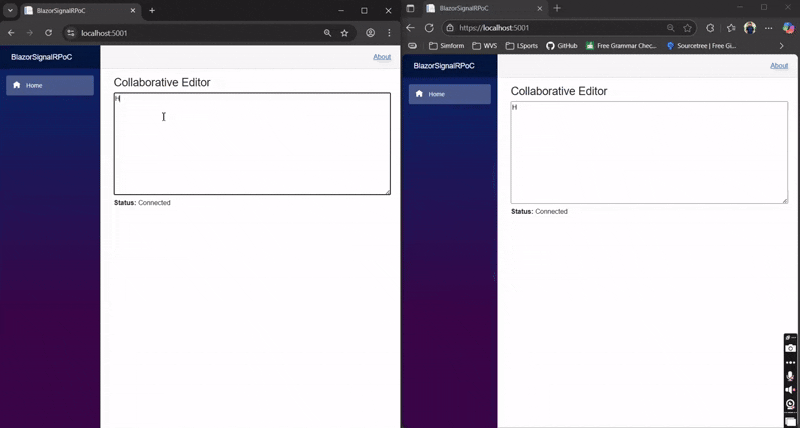 BlazorSignalRPoC
localhost:5001
BlazorSignalRPoC
About
Home
Collaborative Editor
H
Status: Connected
BlazorSignalRPoC
https://localhost:5001
Simform
WVS
LSports
GitHub
Free Grammar Chec...
Sourcetree | Free Gi...
BlazorSignalRPoC
About
Home
Collaborative Editor
H
Status: Connected